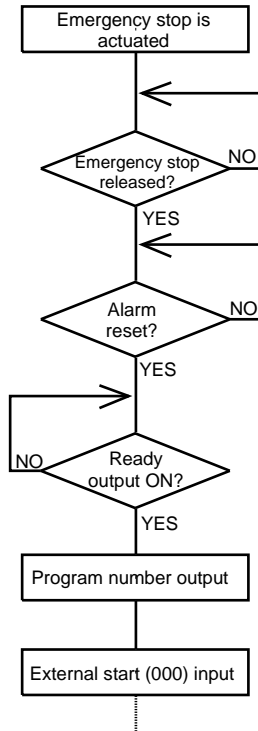 Emergency stop is
actuated
Emergency stop
released?
NO
YES
Alarm
reset?
NO
YES
Ready
output ON?
NO
YES
Program number output
External start (000) input